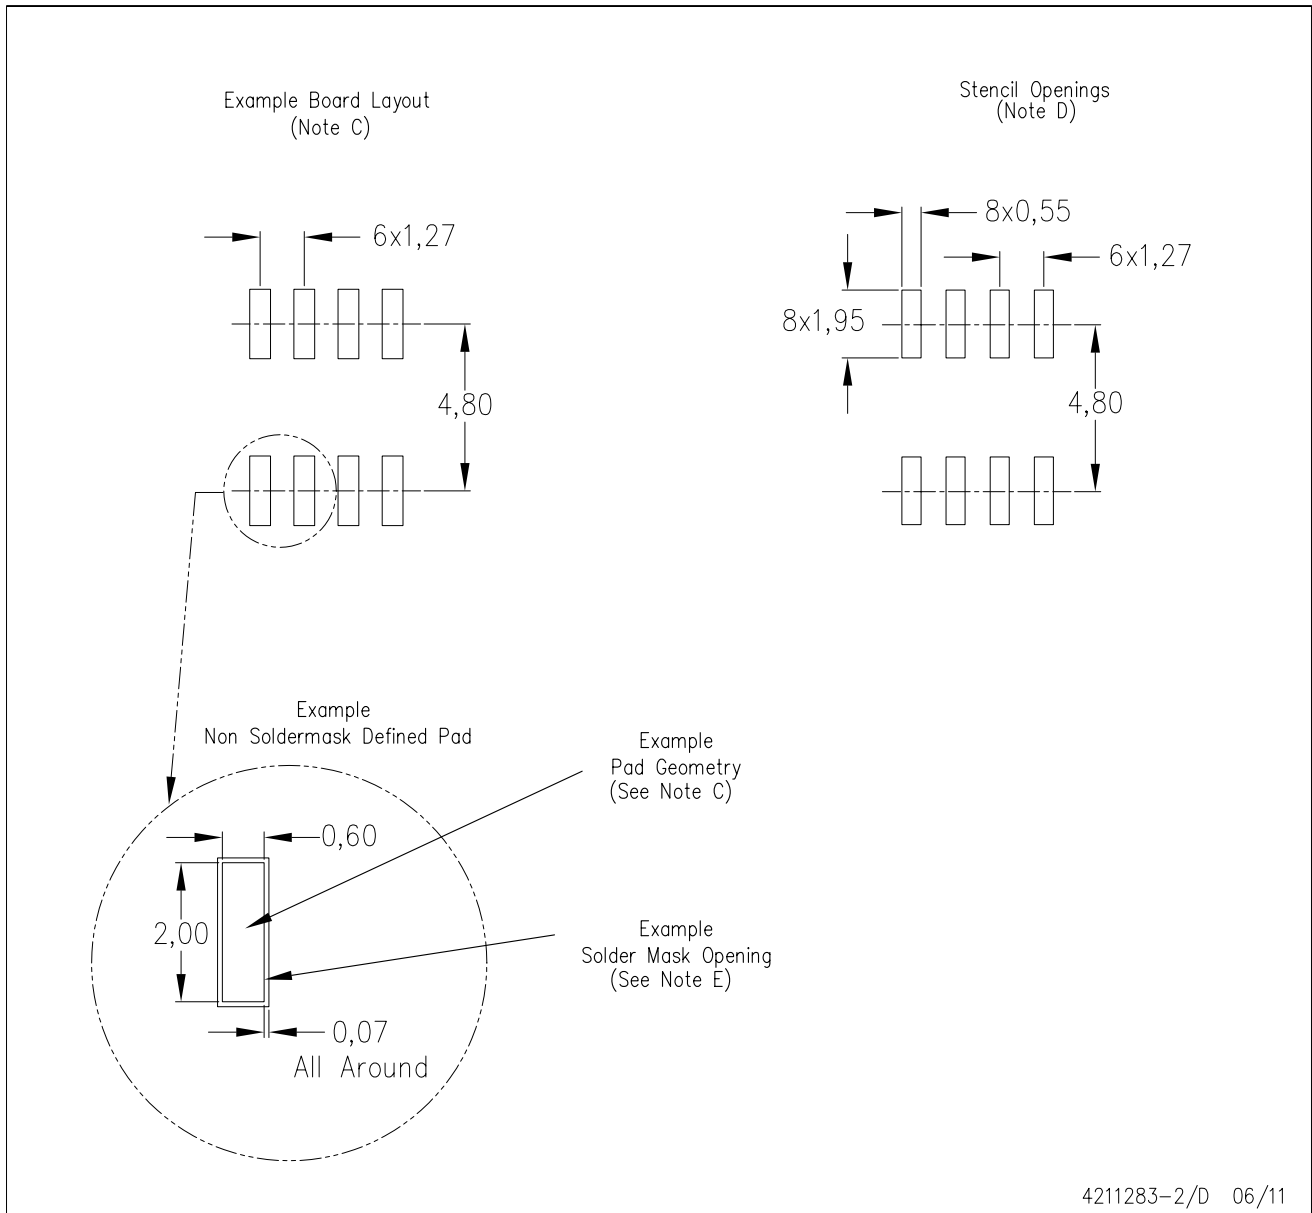 Example Board Layout
(Note C)
6x1,27
4,80
Stencil Openings
(Note D)
8x0,55
6x1,27
8x1,95
4,80
Example
Non Soldermask Defined Pad
0,60
2,00
0,07
All Around
Example
Pad Geometry
(See Note C)
Example
Solder Mask Opening
(See Note E)
4211283-2/D 06/11